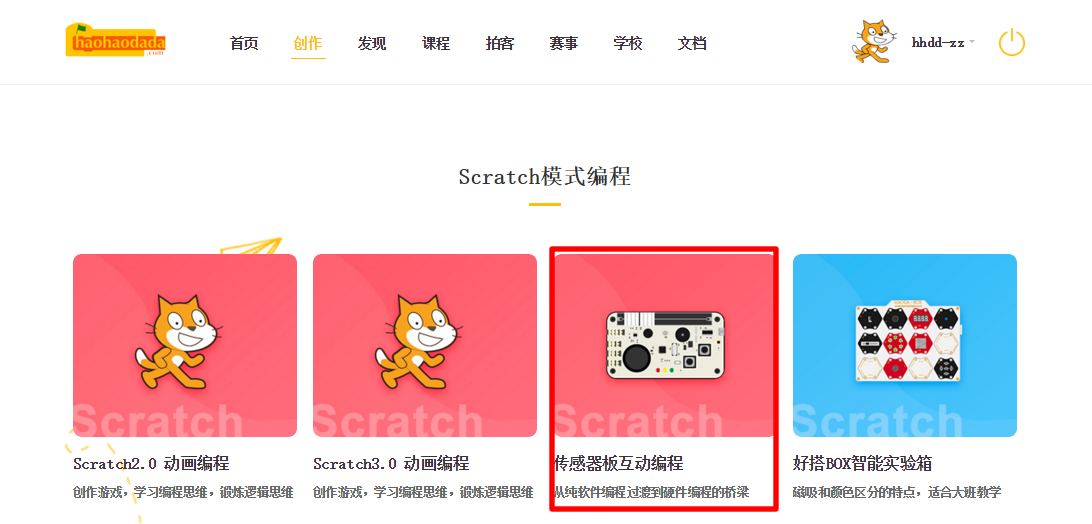 haohaodada
.com
首页 创作 发现 课程 拍客 赛事 学校 文档
hhdd-zz
Scratch模式编程
Scratch Scratch Scratch Scratch
Scratch2.0 动画编程 Scratch3.0 动画编程 传感器板互动编程 好搭BOX智能实验箱
创作游戏，学习编程思维，锻炼逻辑思维 创作游戏，学习编程思维，锻炼逻辑思维 从纯软件编程过渡到硬件编程的桥梁 磁吸和颜色区分的特点，适合大班教学